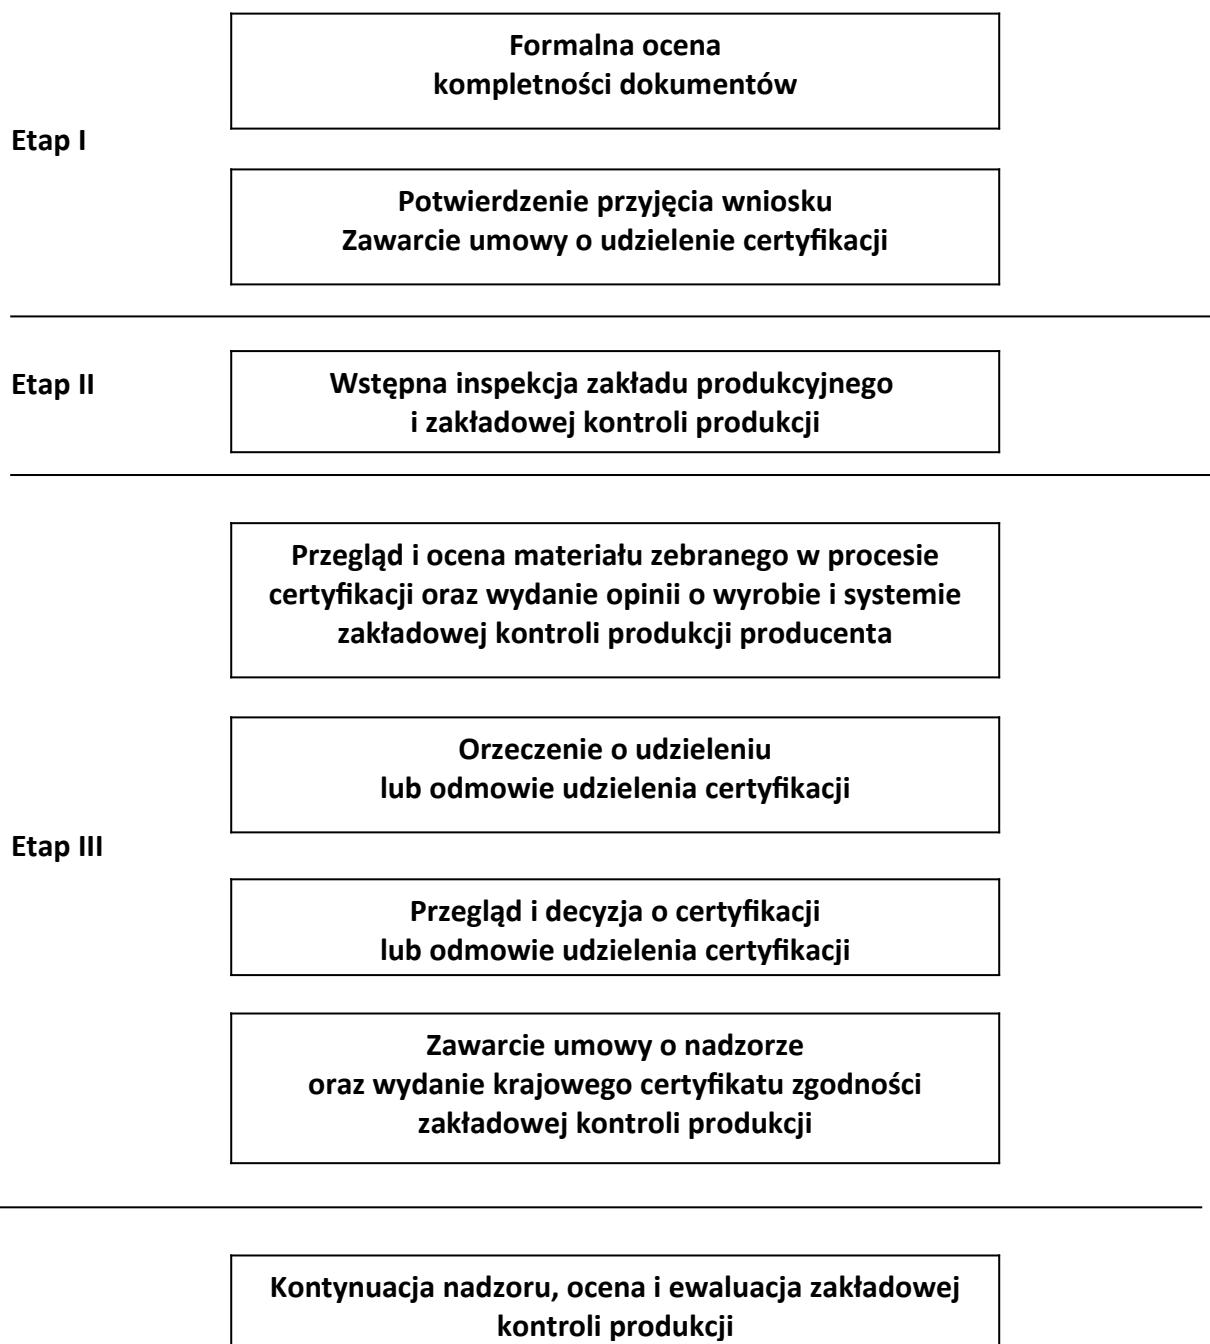 Formalna ocena
kompletności dokumentów
Etap I
Potwierdzenie przyjęcia wniosku
Zawarcie umowy o udzielenie certyfikacji
Etap II
Wstępna inspekcja zakładu produkcyjnego
i zakładowej kontroli produkcji
Przegląd i ocena materiału zebranego w procesie
certyfikacji oraz wydanie opinii o wyrobie i systemie
zakładowej kontroli produkcji producenta
Orzeczenie o udzieleniu
lub odmowie udzielenia certyfikacji
Etap III
Przegląd i decyzja o certyfikacji
lub odmowie udzielenia certyfikacji
Zawarcie umowy o nadzorze
oraz wydanie krajowego certyfikatu zgodności
zakładowej kontroli produkcji
Kontynuacja nadzoru, ocena i ewaluacja zakładowej
kontroli produkcji